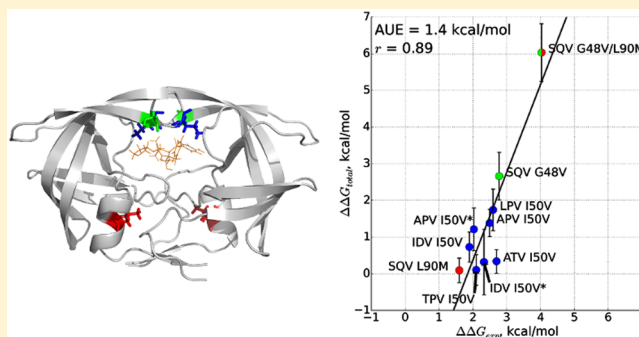 AUE = 1.4 kcal/mol
r = 0.89
SQV G48V/L90M
SQV G48V
LPV I50V
APV I50V*
APV I50V
IDV I50V
ATV I50V
SQV L90M
IDV I50V*
TPV I50V
ΔΔG_total, kcal/mol
7
6
5
4
3
2
1
0
−1
−1 0 1 2 3 4 5 6
ΔΔG_expt, kcal/mol